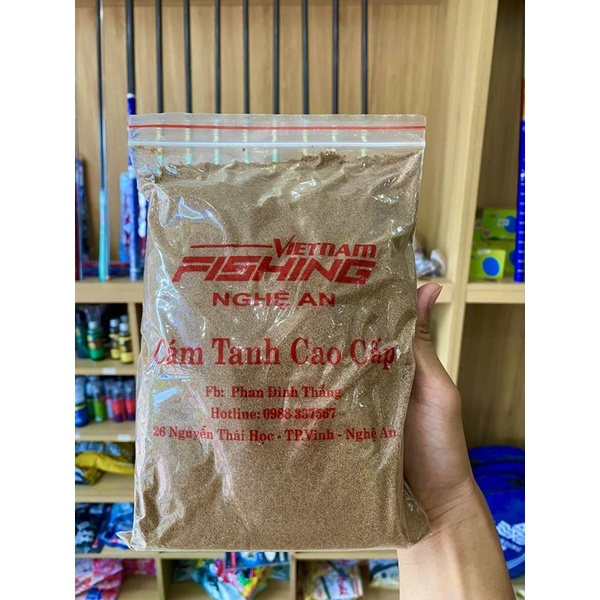 VIETNAM
FISHING
NGHỆ AN
Cám Tanh Cao Cấp
Fb: Phan Đình Thắng
Hotline: 0988 337567
26 Nguyễn Thái Học - TP.Vinh - Nghệ An